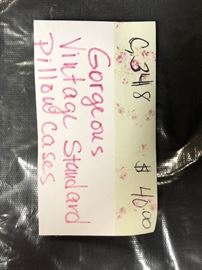 C348 $40.00
Gorgeous
Vintage Standard
Pillow Cases